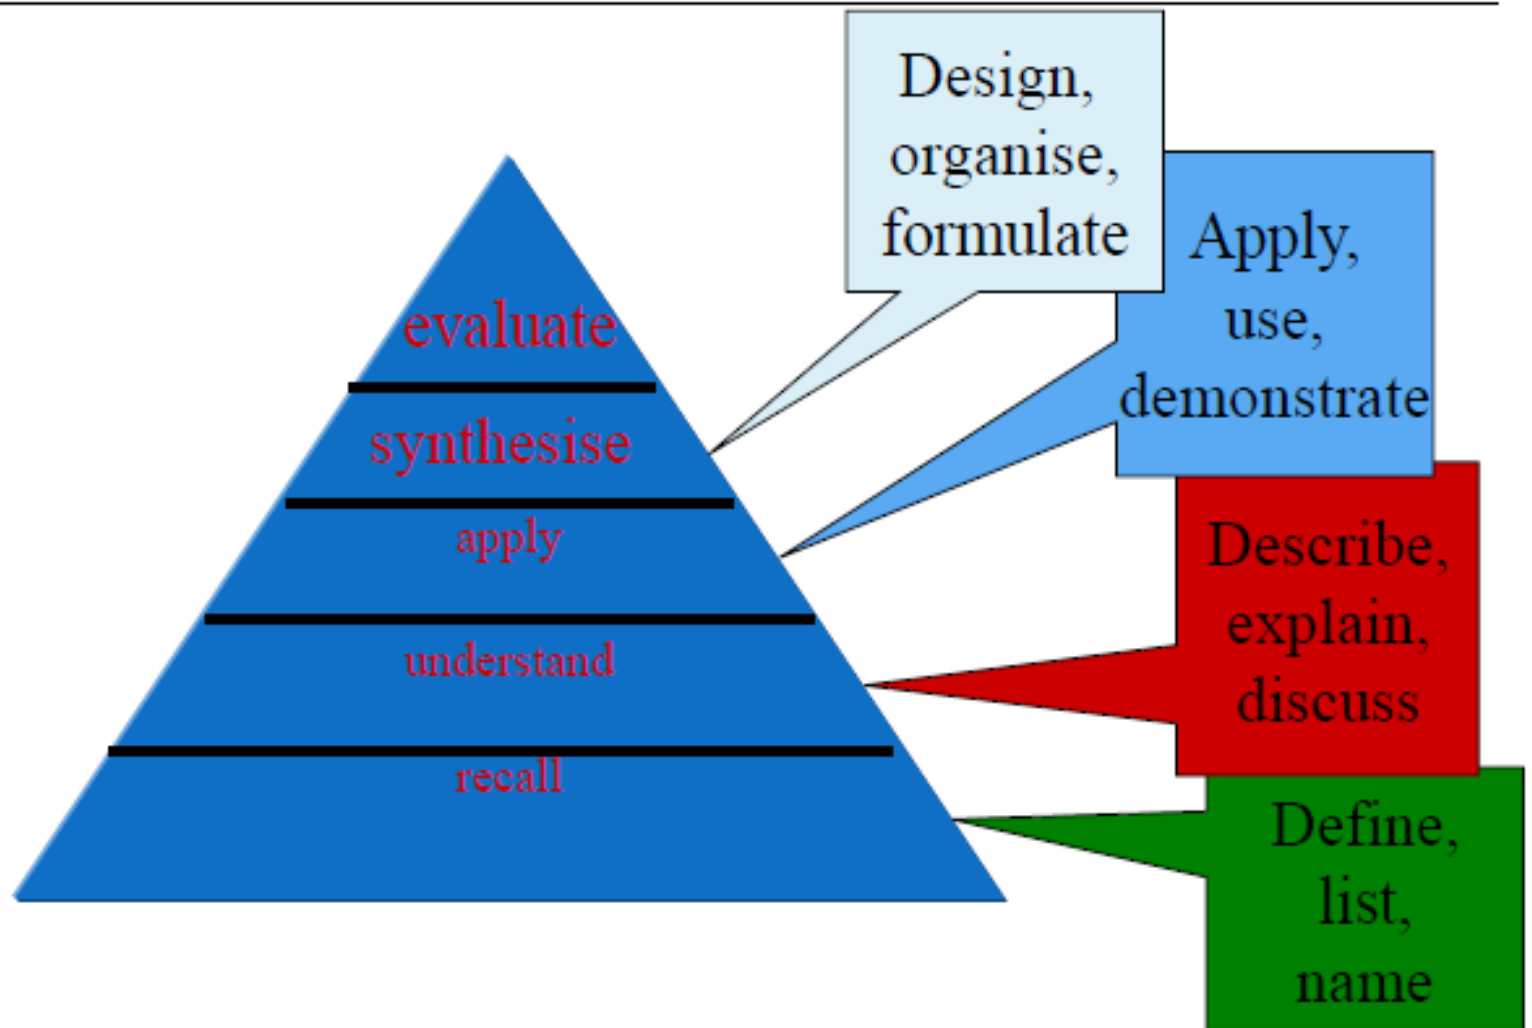 evaluate
synthesise
apply
understand
recall
Design,
organise,
formulate
Apply,
use,
demonstrate
Describe,
explain,
discuss
Define,
list,
name